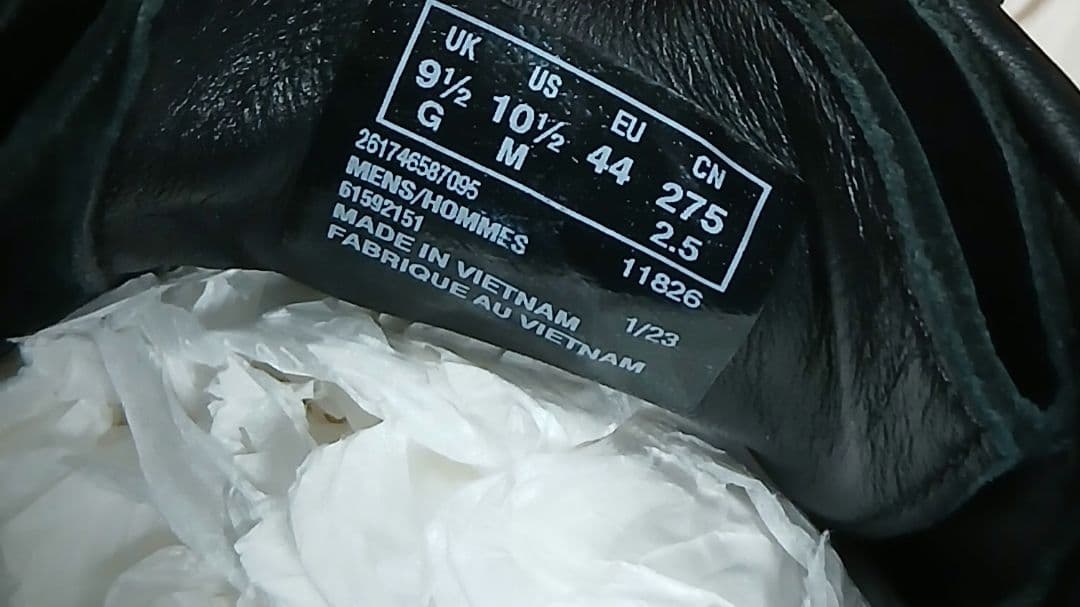 UK US EU CN
9½ 10½ 44 275
G M 2.5
261746587095
MENS/HOMMES 11826
61592151
MADE IN VIETNAM 1/23
FABRIQUE AU VIETNAM